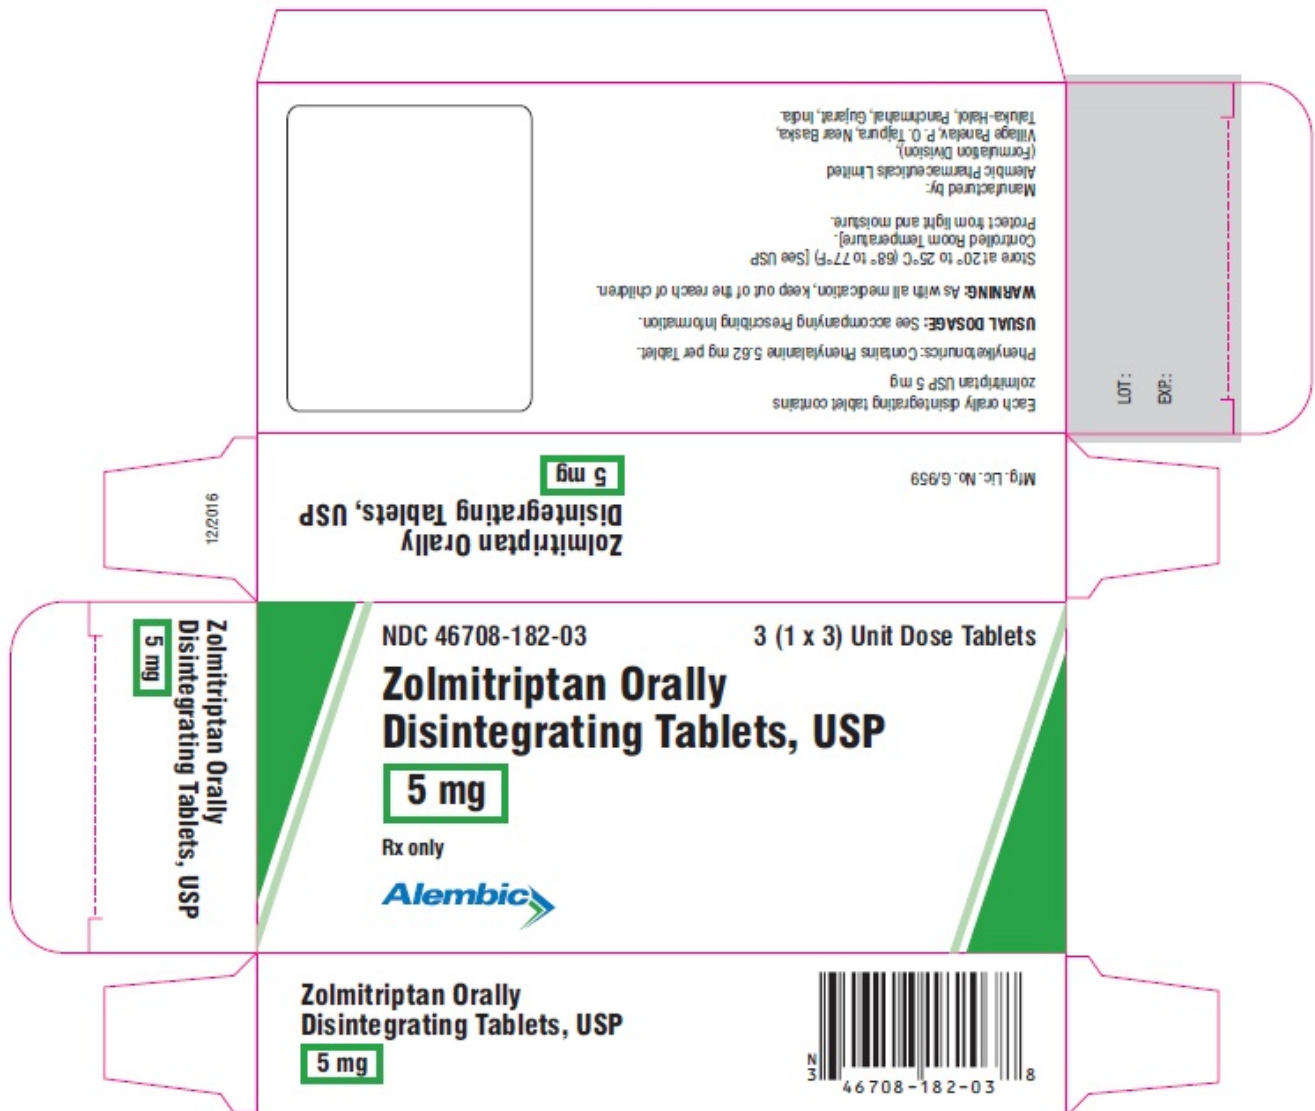 Each orally disintegrating tablet contains
zolmitriptan USP 5 mg
Phenylketonurics: Contains Phenylalanine 5.62 mg per Tablet.
USUAL DOSAGE: See accompanying Prescribing Information.
WARNING: As with all medication, keep out of the reach of children.
Store at 20° to 25°C (68° to 77°F) [See USP
Controlled Room Temperature].
Protect from light and moisture.
Manufactured by:
Alembic Pharmaceuticals Limited
(Formulation Division),
Village Panelav, P. O. Tajpura, Near Baska,
Taluka-Halol, Panchmahal, Gujarat, India.
LOT :
EXP.:
12/2016
Zolmitriptan Orally
Disintegrating Tablets, USP
5 mg
Mfg. Lic. No. G/959
Zolmitriptan Orally
Disintegrating Tablets, USP
5 mg
NDC 46708-182-03
3 (1 x 3) Unit Dose Tablets
Zolmitriptan Orally
Disintegrating Tablets, USP
5 mg
Rx only
Alembic
Zolmitriptan Orally
Disintegrating Tablets, USP
5 mg
N
3 46708-182-03 8